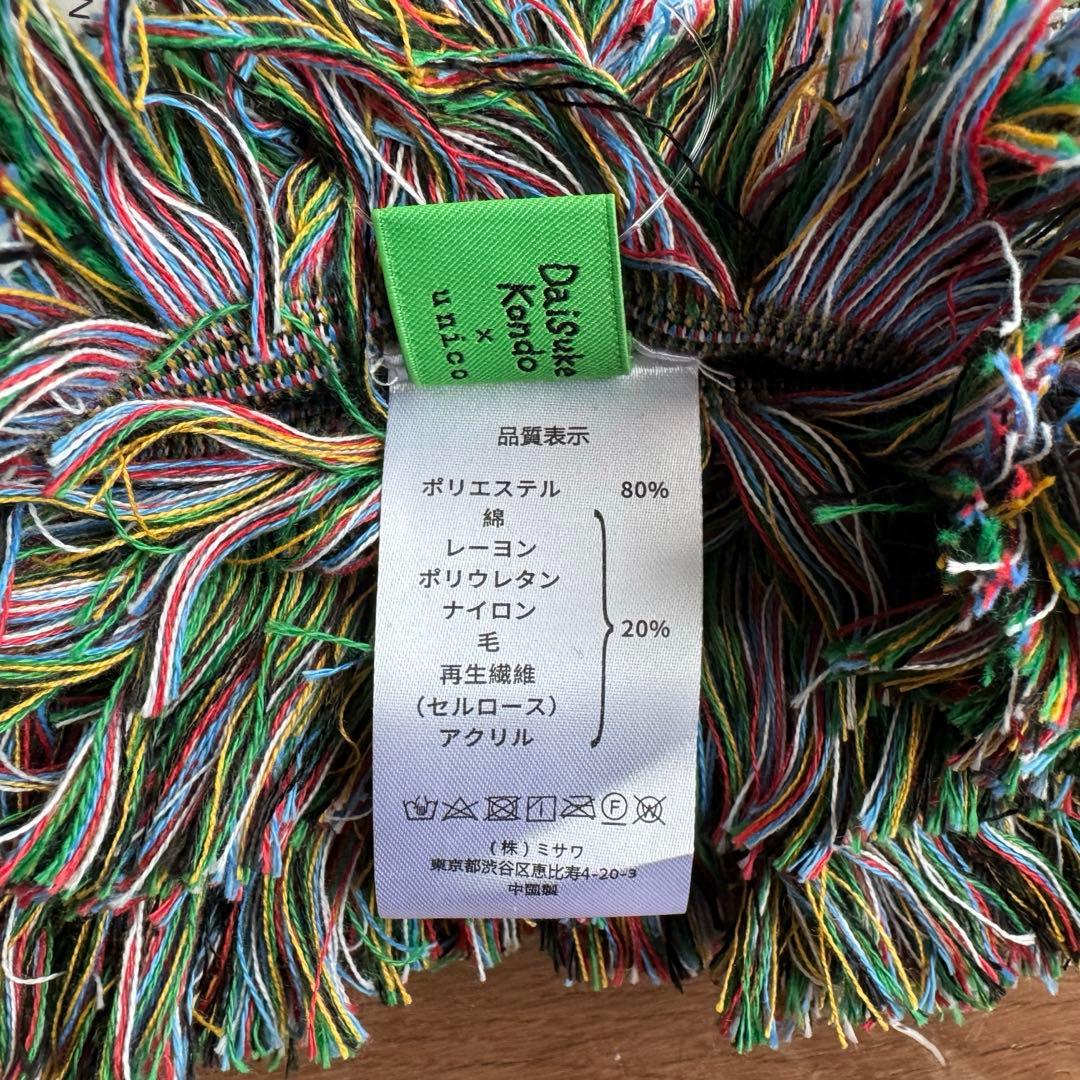 Daisuke
Kondo
×
unico
品質表示
ポリエステル 80%
綿
レーヨン
ポリウレタン
ナイロン
毛
再生繊維
(セルロース)
アクリル
20%
F
W
(株)ミサワ
東京都渋谷区恵比寿4-20-3
中国製